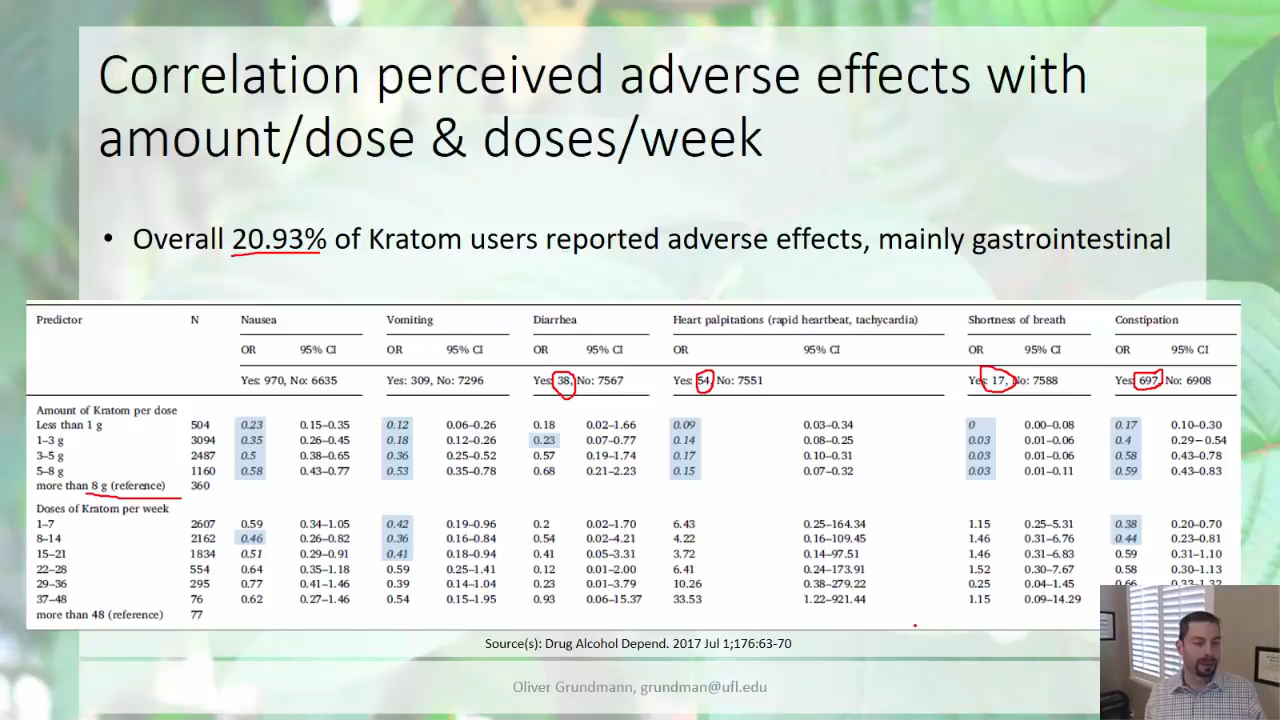 Correlation perceived adverse effects with
amount/dose & doses/week
• Overall 20.93% of Kratom users reported adverse effects, mainly gastrointestinal
Predictor N Nausea Vomiting Diarrhea Heart palpitations (rapid heartbeat, tachycardia) Shortness of breath Constipation
OR 95% CI OR 95% CI OR 95% CI OR 95% CI OR 95% CI OR 95% CI
Yes: 970, No: 6635 Yes: 309, No: 7296 Yes: 38, No: 7567 Yes: 54, No: 7551 Yes: 17, No: 7588 Yes: 697, No: 6908
Amount of Kratom per dose
Less than 1 g 504 0.23 0.15–0.35 0.12 0.06–0.26 0.18 0.02–1.66 0.09 0.03–0.34 0 0.00–0.08 0.17 0.10–0.30
1–3 g 3094 0.35 0.26–0.45 0.18 0.12–0.26 0.23 0.07–0.77 0.14 0.08–0.25 0.03 0.01–0.06 0.4 0.29–0.54
3–5 g 2487 0.5 0.38–0.65 0.36 0.25–0.52 0.57 0.19–1.74 0.17 0.10–0.31 0.03 0.01–0.06 0.58 0.43–0.78
5–8 g 1160 0.58 0.43–0.77 0.53 0.35–0.78 0.68 0.21–2.23 0.15 0.07–0.32 0.03 0.01–0.11 0.59 0.43–0.83
more than 8 g (reference) 360
Doses of Kratom per week
1–7 2607 0.59 0.34–1.05 0.42 0.19–0.96 0.2 0.02–1.70 6.43 0.25–164.34 1.15 0.25–5.31 0.38 0.20–0.70
8–14 2162 0.46 0.26–0.82 0.36 0.16–0.84 0.54 0.02–4.21 4.22 0.16–109.45 1.46 0.31–6.76 0.44 0.23–0.81
15–21 1834 0.51 0.29–0.91 0.41 0.18–0.94 0.41 0.05–3.31 3.72 0.14–97.51 1.46 0.31–6.83 0.59 0.31–1.10
22–28 554 0.64 0.35–1.18 0.59 0.25–1.41 0.12 0.01–2.00 6.41 0.24–173.91 1.52 0.30–7.67 0.58 0.30–1.13
29–36 295 0.77 0.41–1.46 0.39 0.14–1.04 0.23 0.01–3.79 10.26 0.38–279.22 0.25 0.04–1.45
37–48 76 0.62 0.27–1.46 0.54 0.15–1.95 0.93 0.06–15.37 33.53 1.22–921.44 1.15 0.09–14.29
more than 48 (reference) 77
Source(s): Drug Alcohol Depend. 2017 Jul 1;176:63-70
Oliver Grundmann, grundman@ufl.edu